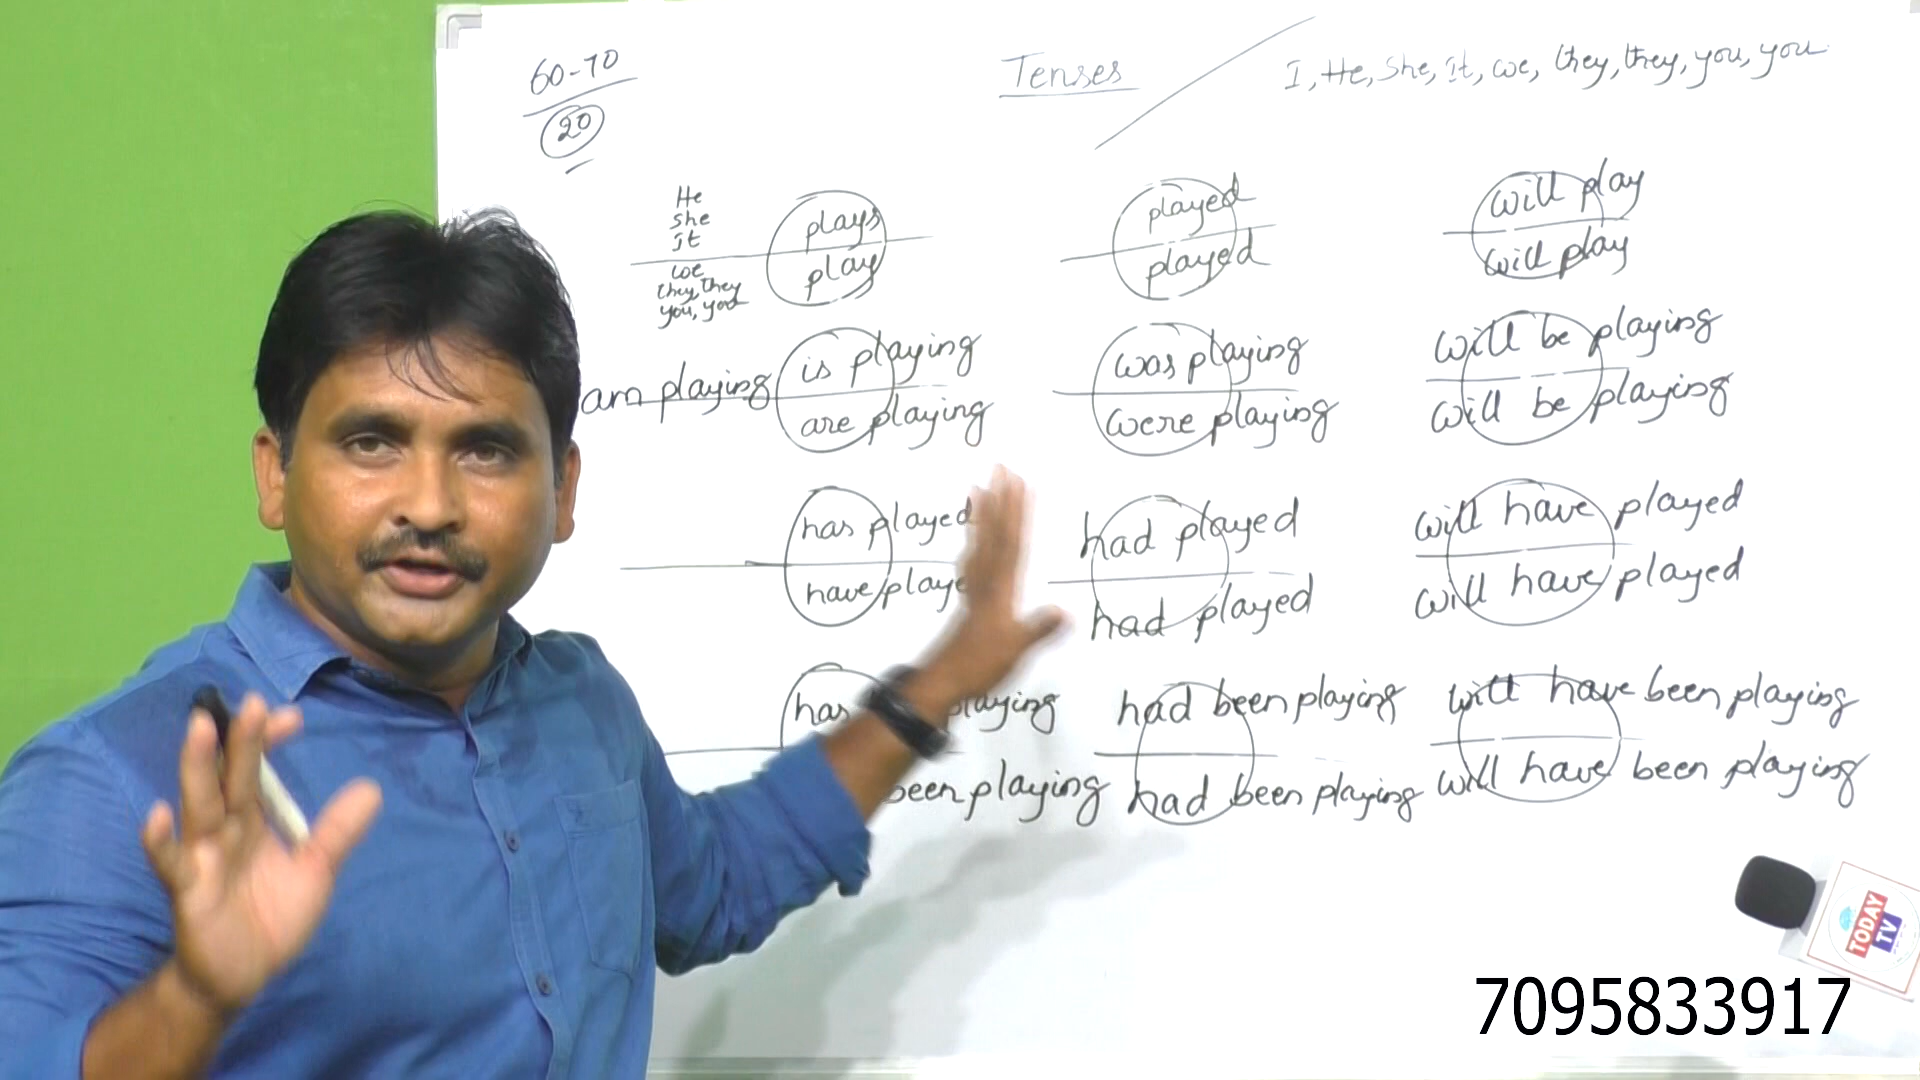 60-70
20
Tenses
I, He, She, It, we, they, they, you, you
He
She
It
we
they, they
you, you
plays
play
played
played
will play
will play
am playing
is playing
are playing
was playing
were playing
will be playing
will be playing
has played
have playe
had played
had played
will have played
will have played
has playing
been playing
had been playing
had been playing
will have been playing
will have been playing
TODAY
TV
7095833917